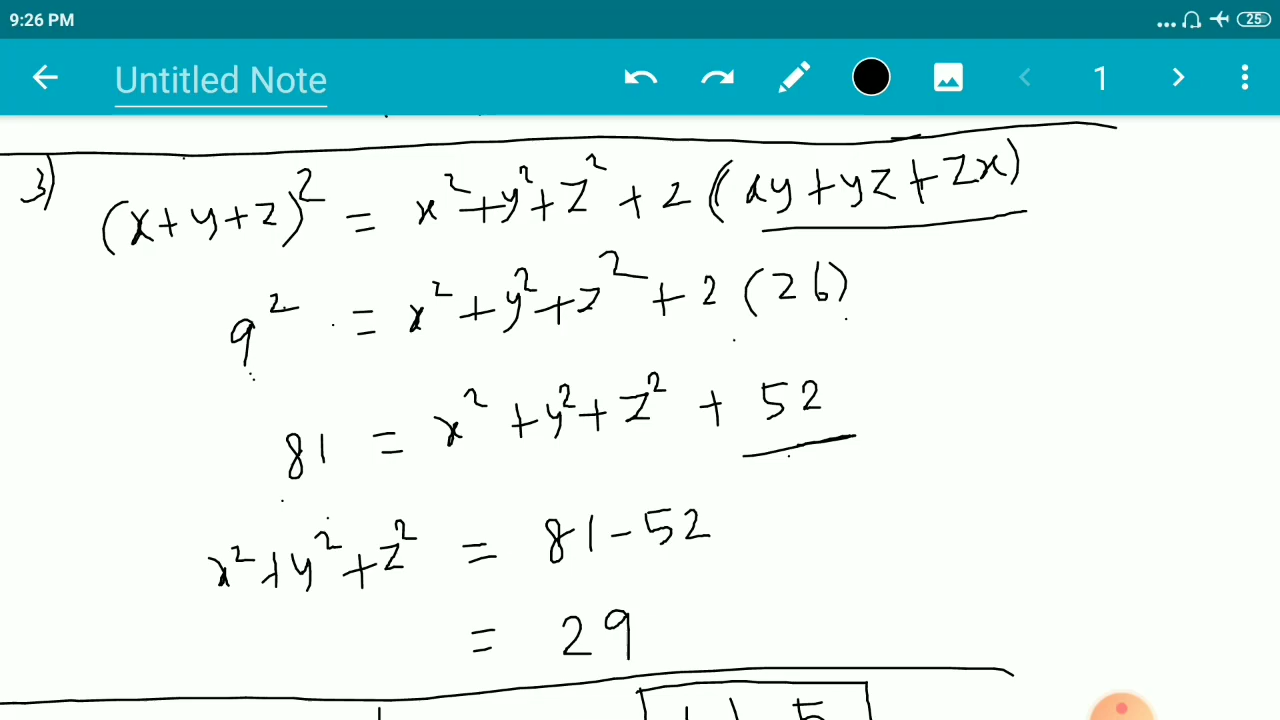 9:26 PM
25
Untitled Note
1
3) (x+y+z)² = x²+y²+z²+2(xy+yz+zx)
9² = x²+y²+z²+2(26)
81 = x²+y²+z²+52
x²+y²+z² = 81-52
= 29